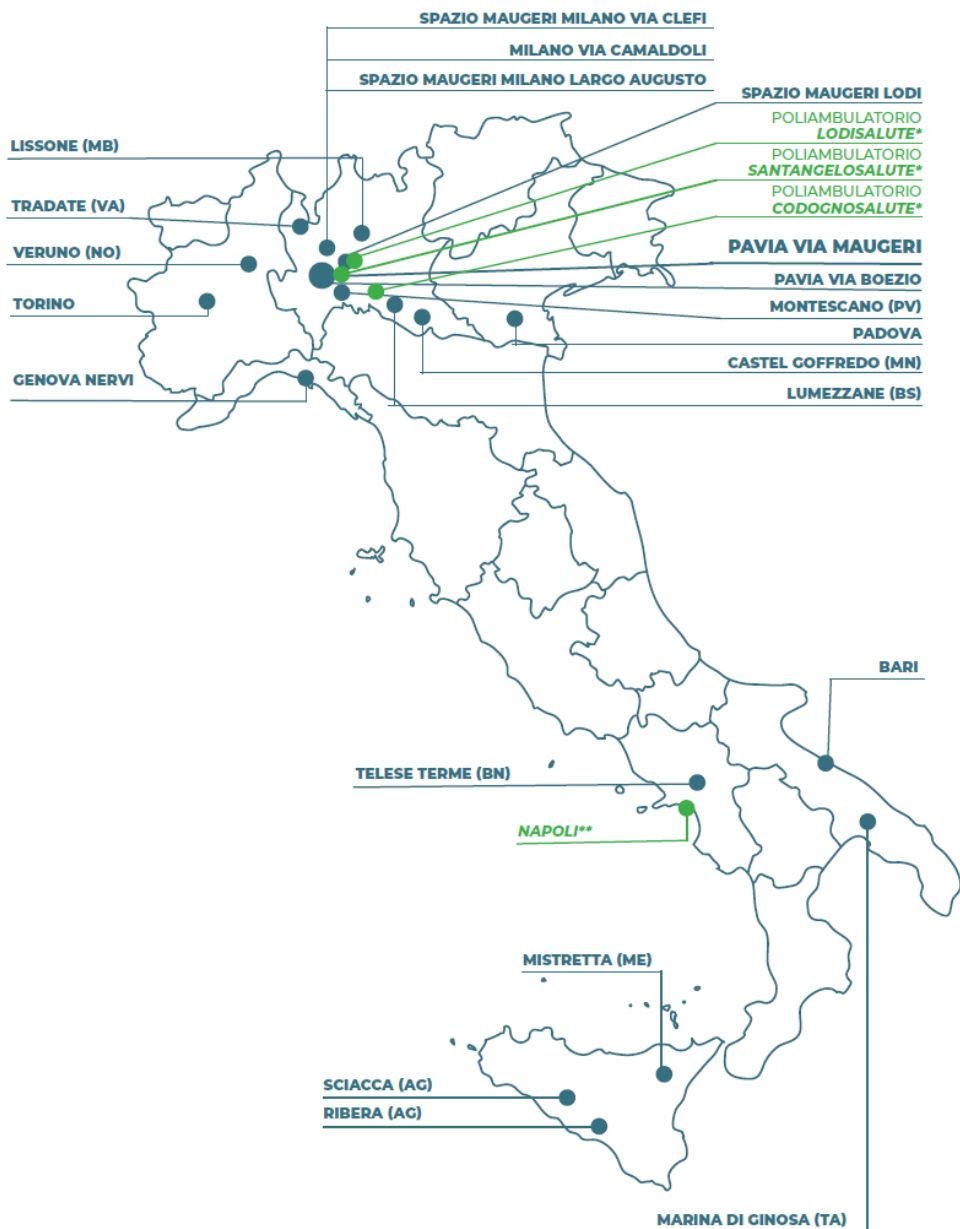 SPAZIO MAUGERI MILANO VIA CLEFI
MILANO VIA CAMALDOLI
SPAZIO MAUGERI MILANO LARGO AUGUSTO
SPAZIO MAUGERI LODI
POLIAMBULATORIO
LODISALUTE*
POLIAMBULATORIO
SANTANGELOSALUTE*
POLIAMBULATORIO
CODOGNOSALUTE*
PAVIA VIA MAUGERI
PAVIA VIA BOEZIO
MONTESCANO (PV)
PADOVA
CASTEL GOFFREDO (MN)
LUMEZZANE (BS)
LISSONE (MB)
TRADATE (VA)
VERUNO (NO)
TORINO
GENOVA NERVI
BARI
TELESE TERME (BN)
NAPOLI**
MISTRETTA (ME)
SCIACCA (AG)
RIBERA (AG)
MARINA DI GINOSA (TA)